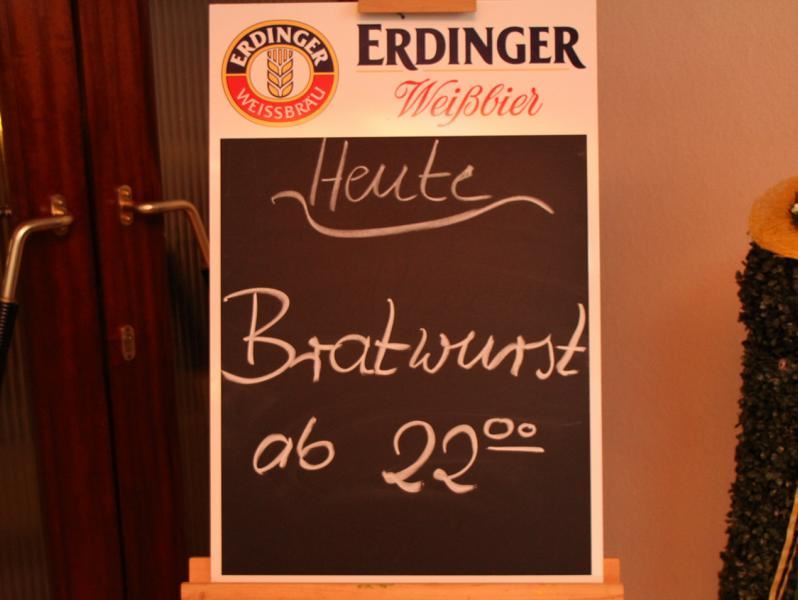 ERDINGER
WEISSBRÄU
ERDINGER
Weißbier
Heute
Bratwurst
ab 22⁰⁰